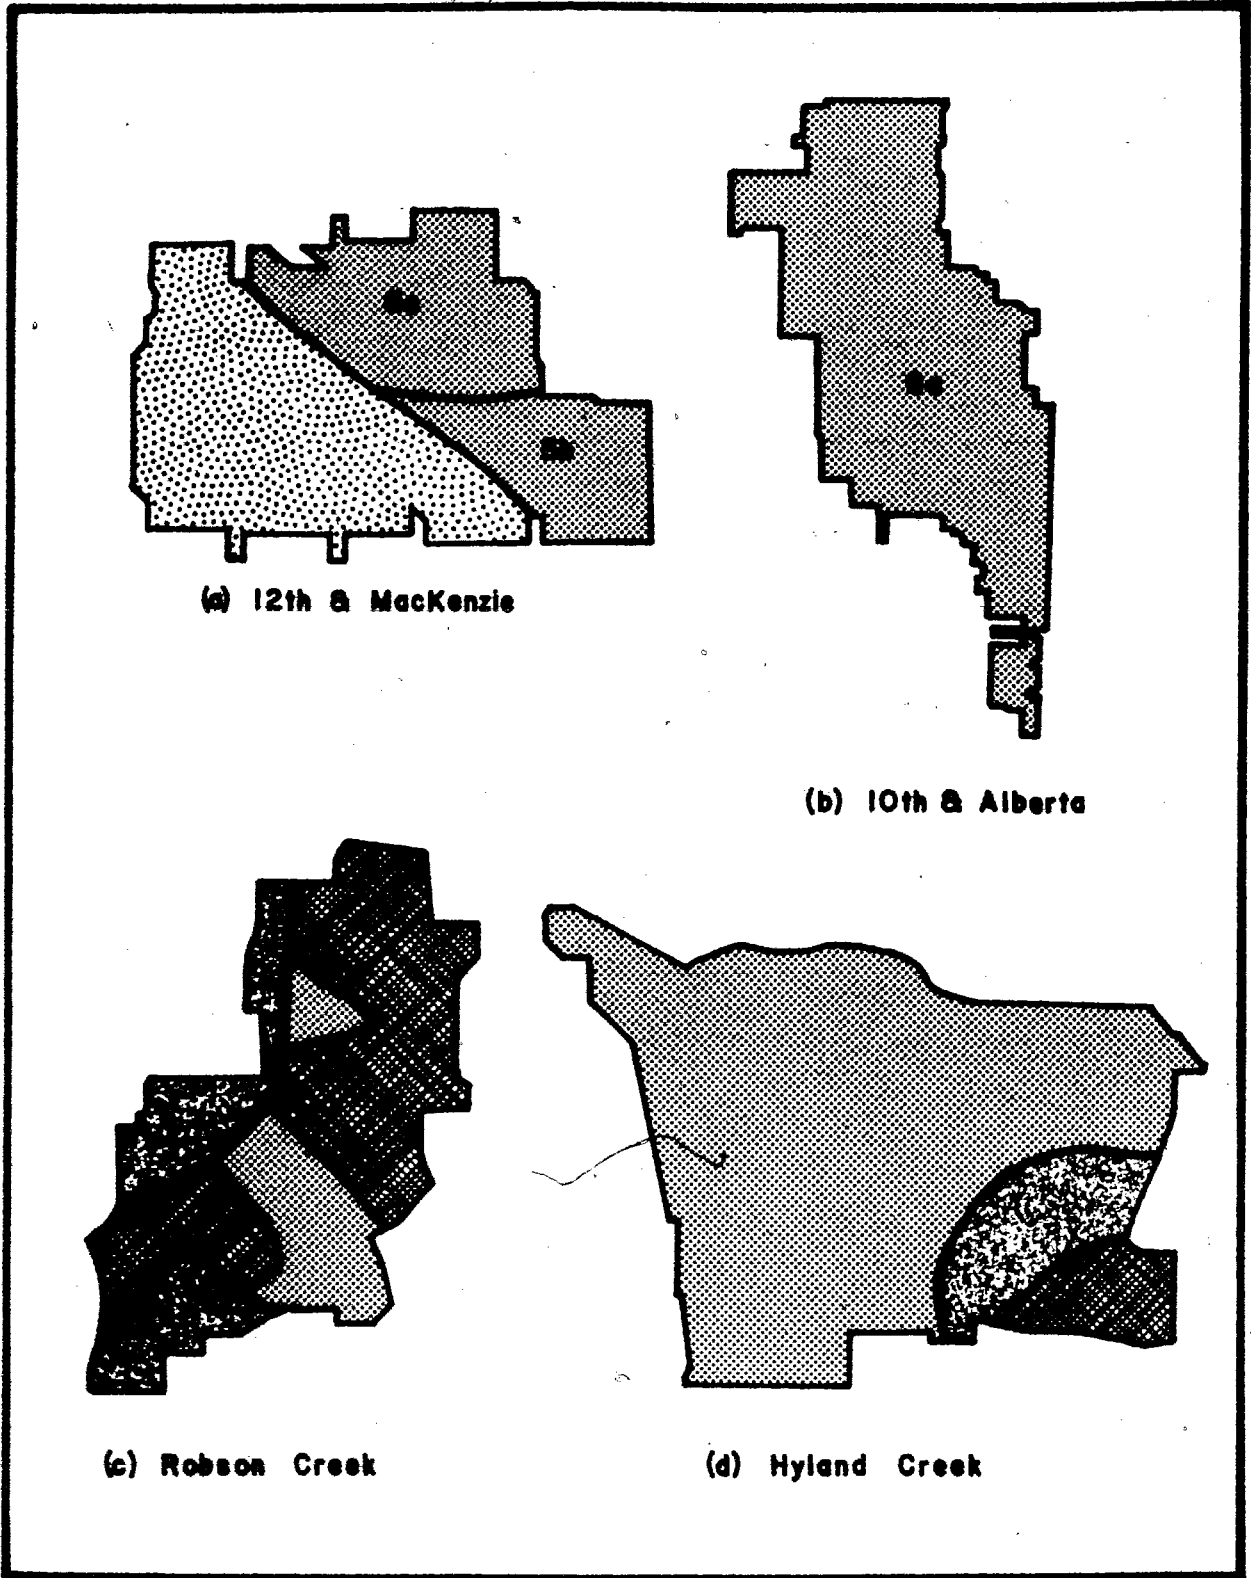 (a) 12th & MacKenzie
(b) 10th & Alberta
(c) Robson Creek
(d) Hyland Creek